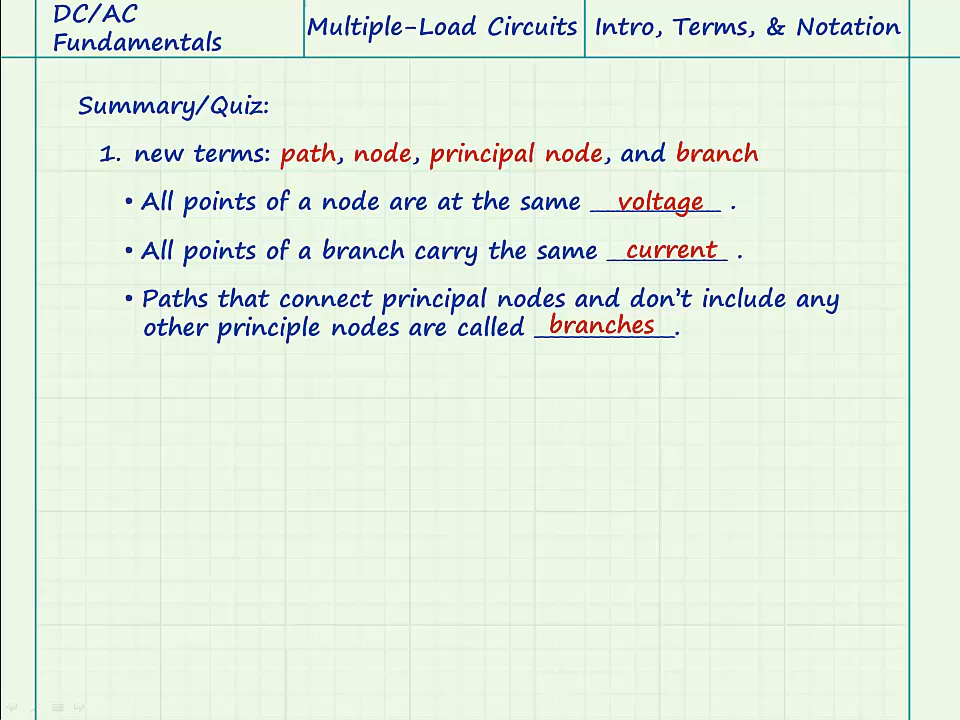 DC/AC
Fundamentals
Multiple-Load Circuits
Intro, Terms, & Notation
Summary/Quiz:
1. new terms: path, node, principal node, and branch
• All points of a node are at the same voltage .
• All points of a branch carry the same current .
• Paths that connect principal nodes and don't include any
other principle nodes are called branches.